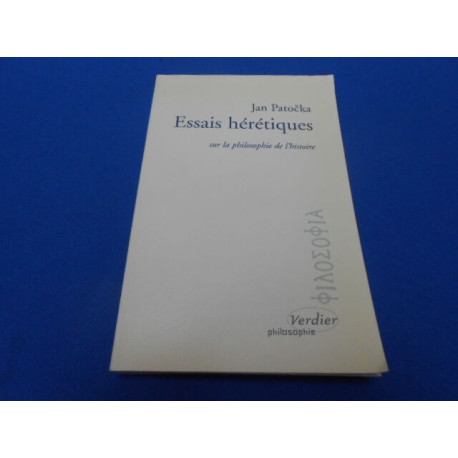 Jan Patočka
Essais hérétiques
sur la philosophie de l'histoire
φιλοσοφια
Verdier
philosophie